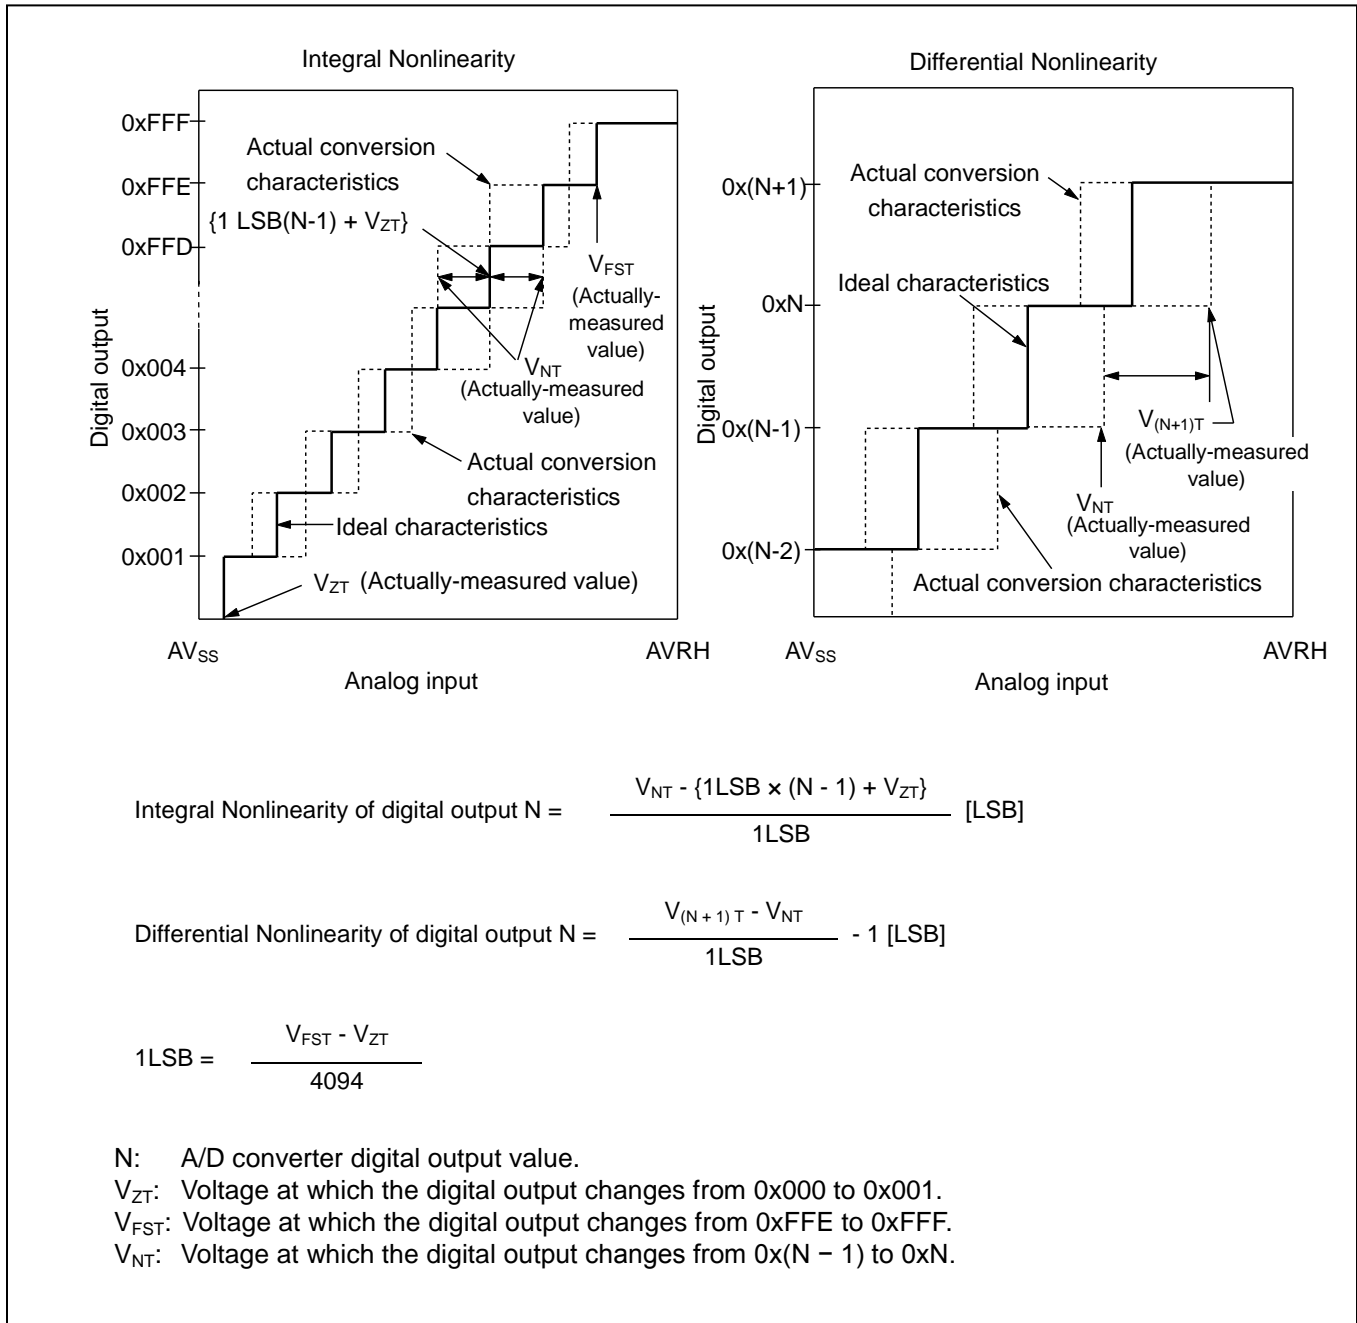 Integral Nonlinearity
0xFFF
0xFFE
0xFFD
0x004
0x003
0x002
0x001
Digital output
Actual conversion
characteristics
{1 LSB(N-1) + VZT}
VFST
(Actually-
measured
value)
VNT
(Actually-measured
value)
Actual conversion
characteristics
Ideal characteristics
VZT (Actually-measured value)
AVSS
AVRH
Analog input
Differential Nonlinearity
0x(N+1)
0xN
0x(N-1)
0x(N-2)
Digital output
Actual conversion
characteristics
Ideal characteristics
V(N+1)T
(Actually-measured
value)
VNT
(Actually-measured
value)
Actual conversion characteristics
AVSS
AVRH
Analog input
Integral Nonlinearity of digital output N =
VNT - {1LSB × (N - 1) + VZT}
1LSB
[LSB]
Differential Nonlinearity of digital output N =
V(N + 1) T - VNT
1LSB
- 1 [LSB]
1LSB =
VFST - VZT
4094
N: A/D converter digital output value.
VZT: Voltage at which the digital output changes from 0x000 to 0x001.
VFST: Voltage at which the digital output changes from 0xFFE to 0xFFF.
VNT: Voltage at which the digital output changes from 0x(N − 1) to 0xN.